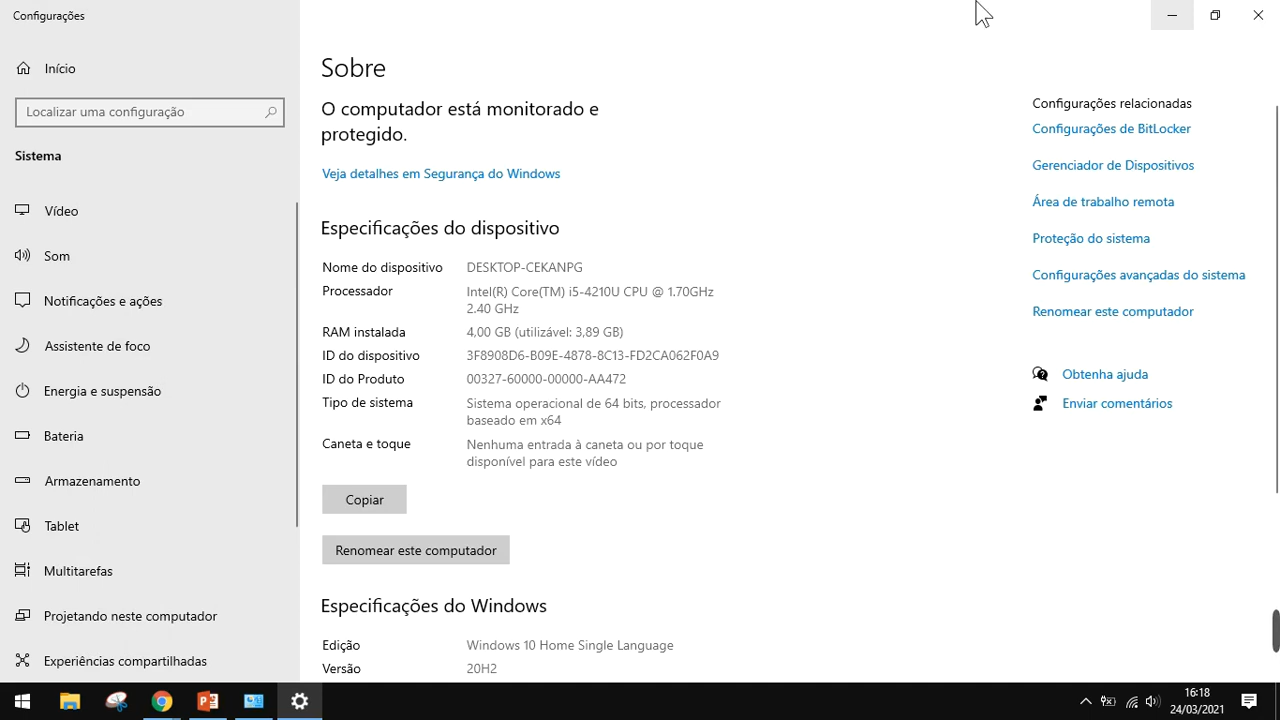 Configurações
Início
Localizar uma configuração
Sistema
Vídeo
Som
Notificações e ações
Assistente de foco
Energia e suspensão
Bateria
Armazenamento
Tablet
Multitarefas
Projetando neste computador
Experiências compartilhadas
Sobre
O computador está monitorado e
protegido.
Veja detalhes em Segurança do Windows
Especificações do dispositivo
Nome do dispositivo DESKTOP-CEKANPG
Processador Intel(R) Core(TM) i5-4210U CPU @ 1.70GHz
2.40 GHz
RAM instalada 4,00 GB (utilizável: 3,89 GB)
ID do dispositivo 3F8908D6-B09E-4878-8C13-FD2CA062F0A9
ID do Produto 00327-60000-00000-AA472
Tipo de sistema Sistema operacional de 64 bits, processador
baseado em x64
Caneta e toque Nenhuma entrada à caneta ou por toque
disponível para este vídeo
Copiar
Renomear este computador
Especificações do Windows
Edição Windows 10 Home Single Language
Versão 20H2
Configurações relacionadas
Configurações de BitLocker
Gerenciador de Dispositivos
Área de trabalho remota
Proteção do sistema
Configurações avançadas do sistema
Renomear este computador
Obtenha ajuda
Enviar comentários
16:18
24/03/2021